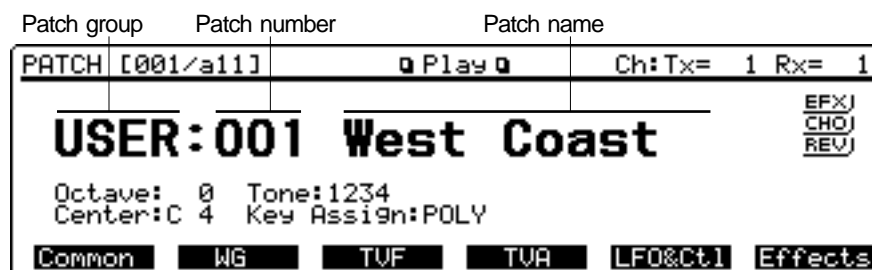 Patch group Patch number Patch name
PATCH [001/a11] Play Ch:Tx= 1 Rx= 1
USER:001 West Coast
EFX
CHO
REV
Octave: 0 Tone:1234
Center:C 4 Key Assign:POLY
Common WG TVF TVA LFO&Ctl Effects